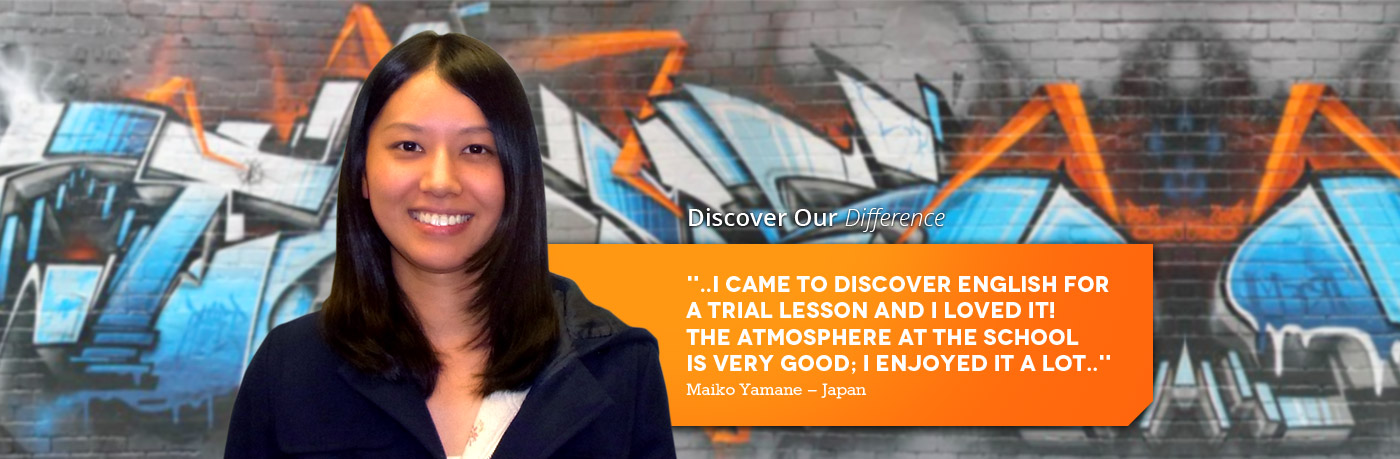 Discover Our Difference
"..I CAME TO DISCOVER ENGLISH FOR
A TRIAL LESSON AND I LOVED IT!
THE ATMOSPHERE AT THE SCHOOL
IS VERY GOOD; I ENJOYED IT A LOT.."
Maiko Yamane – Japan